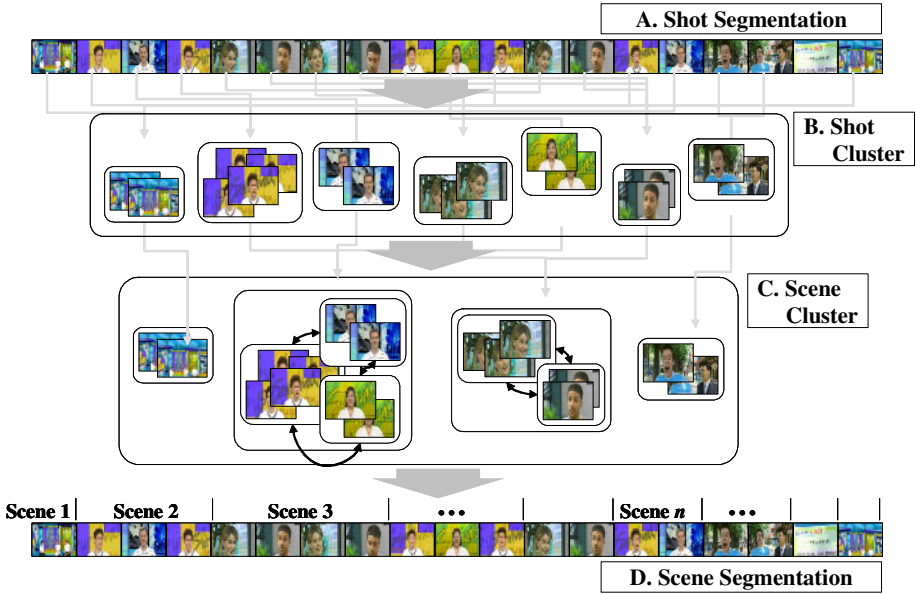 A. Shot Segmentation
B. Shot
Cluster
C. Scene
Cluster
Scene 1
Scene 2
Scene 3
•••
Scene n
•••
D. Scene Segmentation